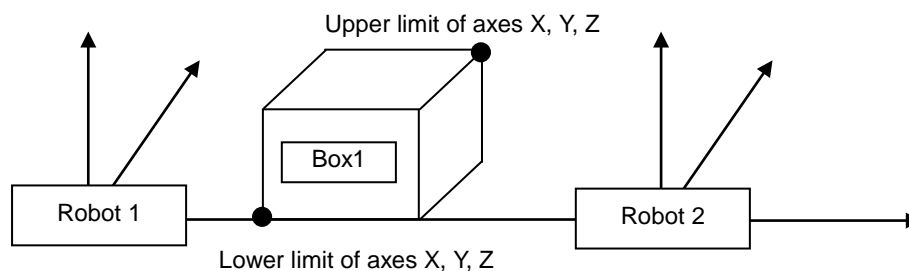 Upper limit of axes X, Y, Z
Box1
Robot 1
Robot 2
Lower limit of axes X, Y, Z